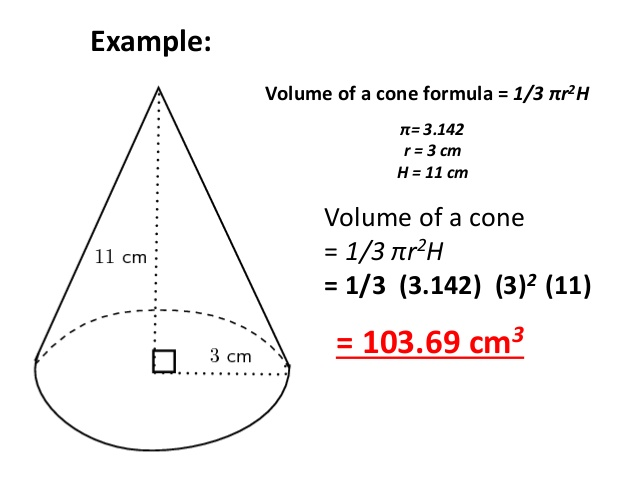 Example:
Volume of a cone formula = 1/3 πr²H
π= 3.142
r = 3 cm
H = 11 cm
Volume of a cone
= 1/3 πr²H
= 1/3 (3.142) (3)² (11)
= 103.69 cm³
11 cm
3 cm